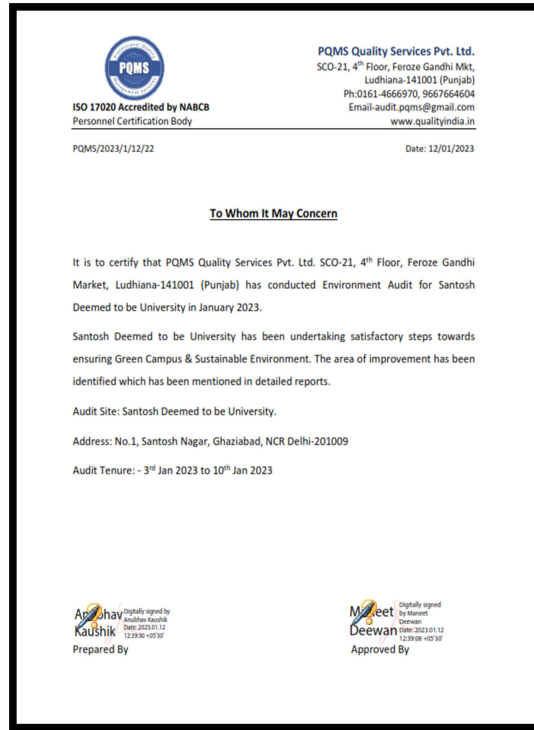 PQMS
PQMS Quality Services Pvt. Ltd.
SCO-21, 4th Floor, Feroze Gandhi Mkt,
Ludhiana-141001 (Punjab)
Ph:0161-4666970, 9667664604
Email-audit.pqms@gmail.com
www.qualityindia.in
ISO 17020 Accredited by NABCB
Personnel Certification Body
PQMS/2023/1/12/22
Date: 12/01/2023
To Whom It May Concern
It is to certify that PQMS Quality Services Pvt. Ltd. SCO-21, 4th Floor, Feroze Gandhi
Market, Ludhiana-141001 (Punjab) has conducted Environment Audit for Santosh
Deemed to be University in January 2023.
Santosh Deemed to be University has been undertaking satisfactory steps towards
ensuring Green Campus & Sustainable Environment. The area of improvement has been
identified which has been mentioned in detailed reports.
Audit Site: Santosh Deemed to be University.
Address: No.1, Santosh Nagar, Ghaziabad, NCR Delhi-201009
Audit Tenure: - 3rd Jan 2023 to 10th Jan 2023
Kaushik
Digitally signed by
Anubhav Kaushik
Date: 2023.01.12
12:39:30 +05'30'
Prepared By
Deewan
Digitally signed
by Maneet
Deewan
Date: 2023.01.12
12:39:08 +05'30'
Approved By